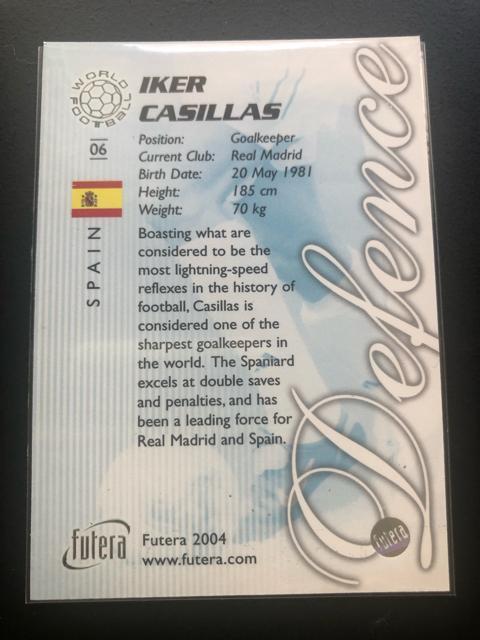 WORLD FOOTBALL
IKER
CASILLAS
06
Position: Goalkeeper
Current Club: Real Madrid
Birth Date: 20 May 1981
Height: 185 cm
Weight: 70 kg
SPAIN
Boasting what are
considered to be the
most lightning-speed
reflexes in the history of
football, Casillas is
considered one of the
sharpest goalkeepers in
the world. The Spaniard
excels at double saves
and penalties, and has
been a leading force for
Real Madrid and Spain.
Defence
futera
Futera 2004
www.futera.com
futera